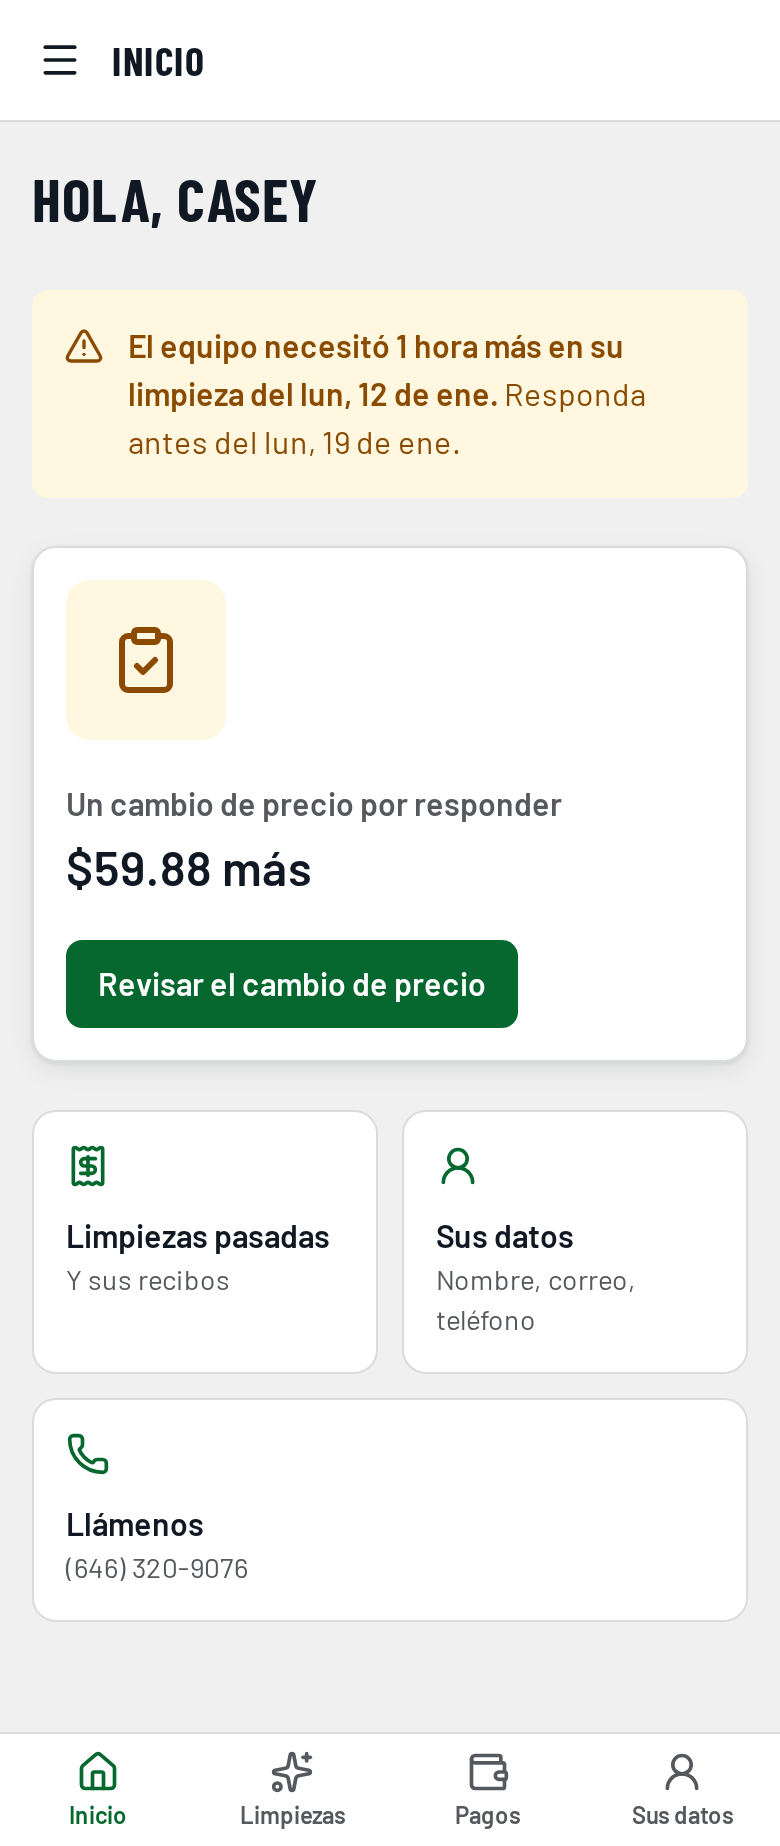 INICIO
HOLA, CASEY
El equipo necesitó 1 hora más en su
limpieza del lun, 12 de ene. Responda
antes del lun, 19 de ene.
Un cambio de precio por responder
$59.88 más
Revisar el cambio de precio
Limpiezas pasadas
Y sus recibos
Sus datos
Nombre, correo,
teléfono
Llámenos
(646) 320-9076
Inicio
Limpiezas
Pagos
Sus datos